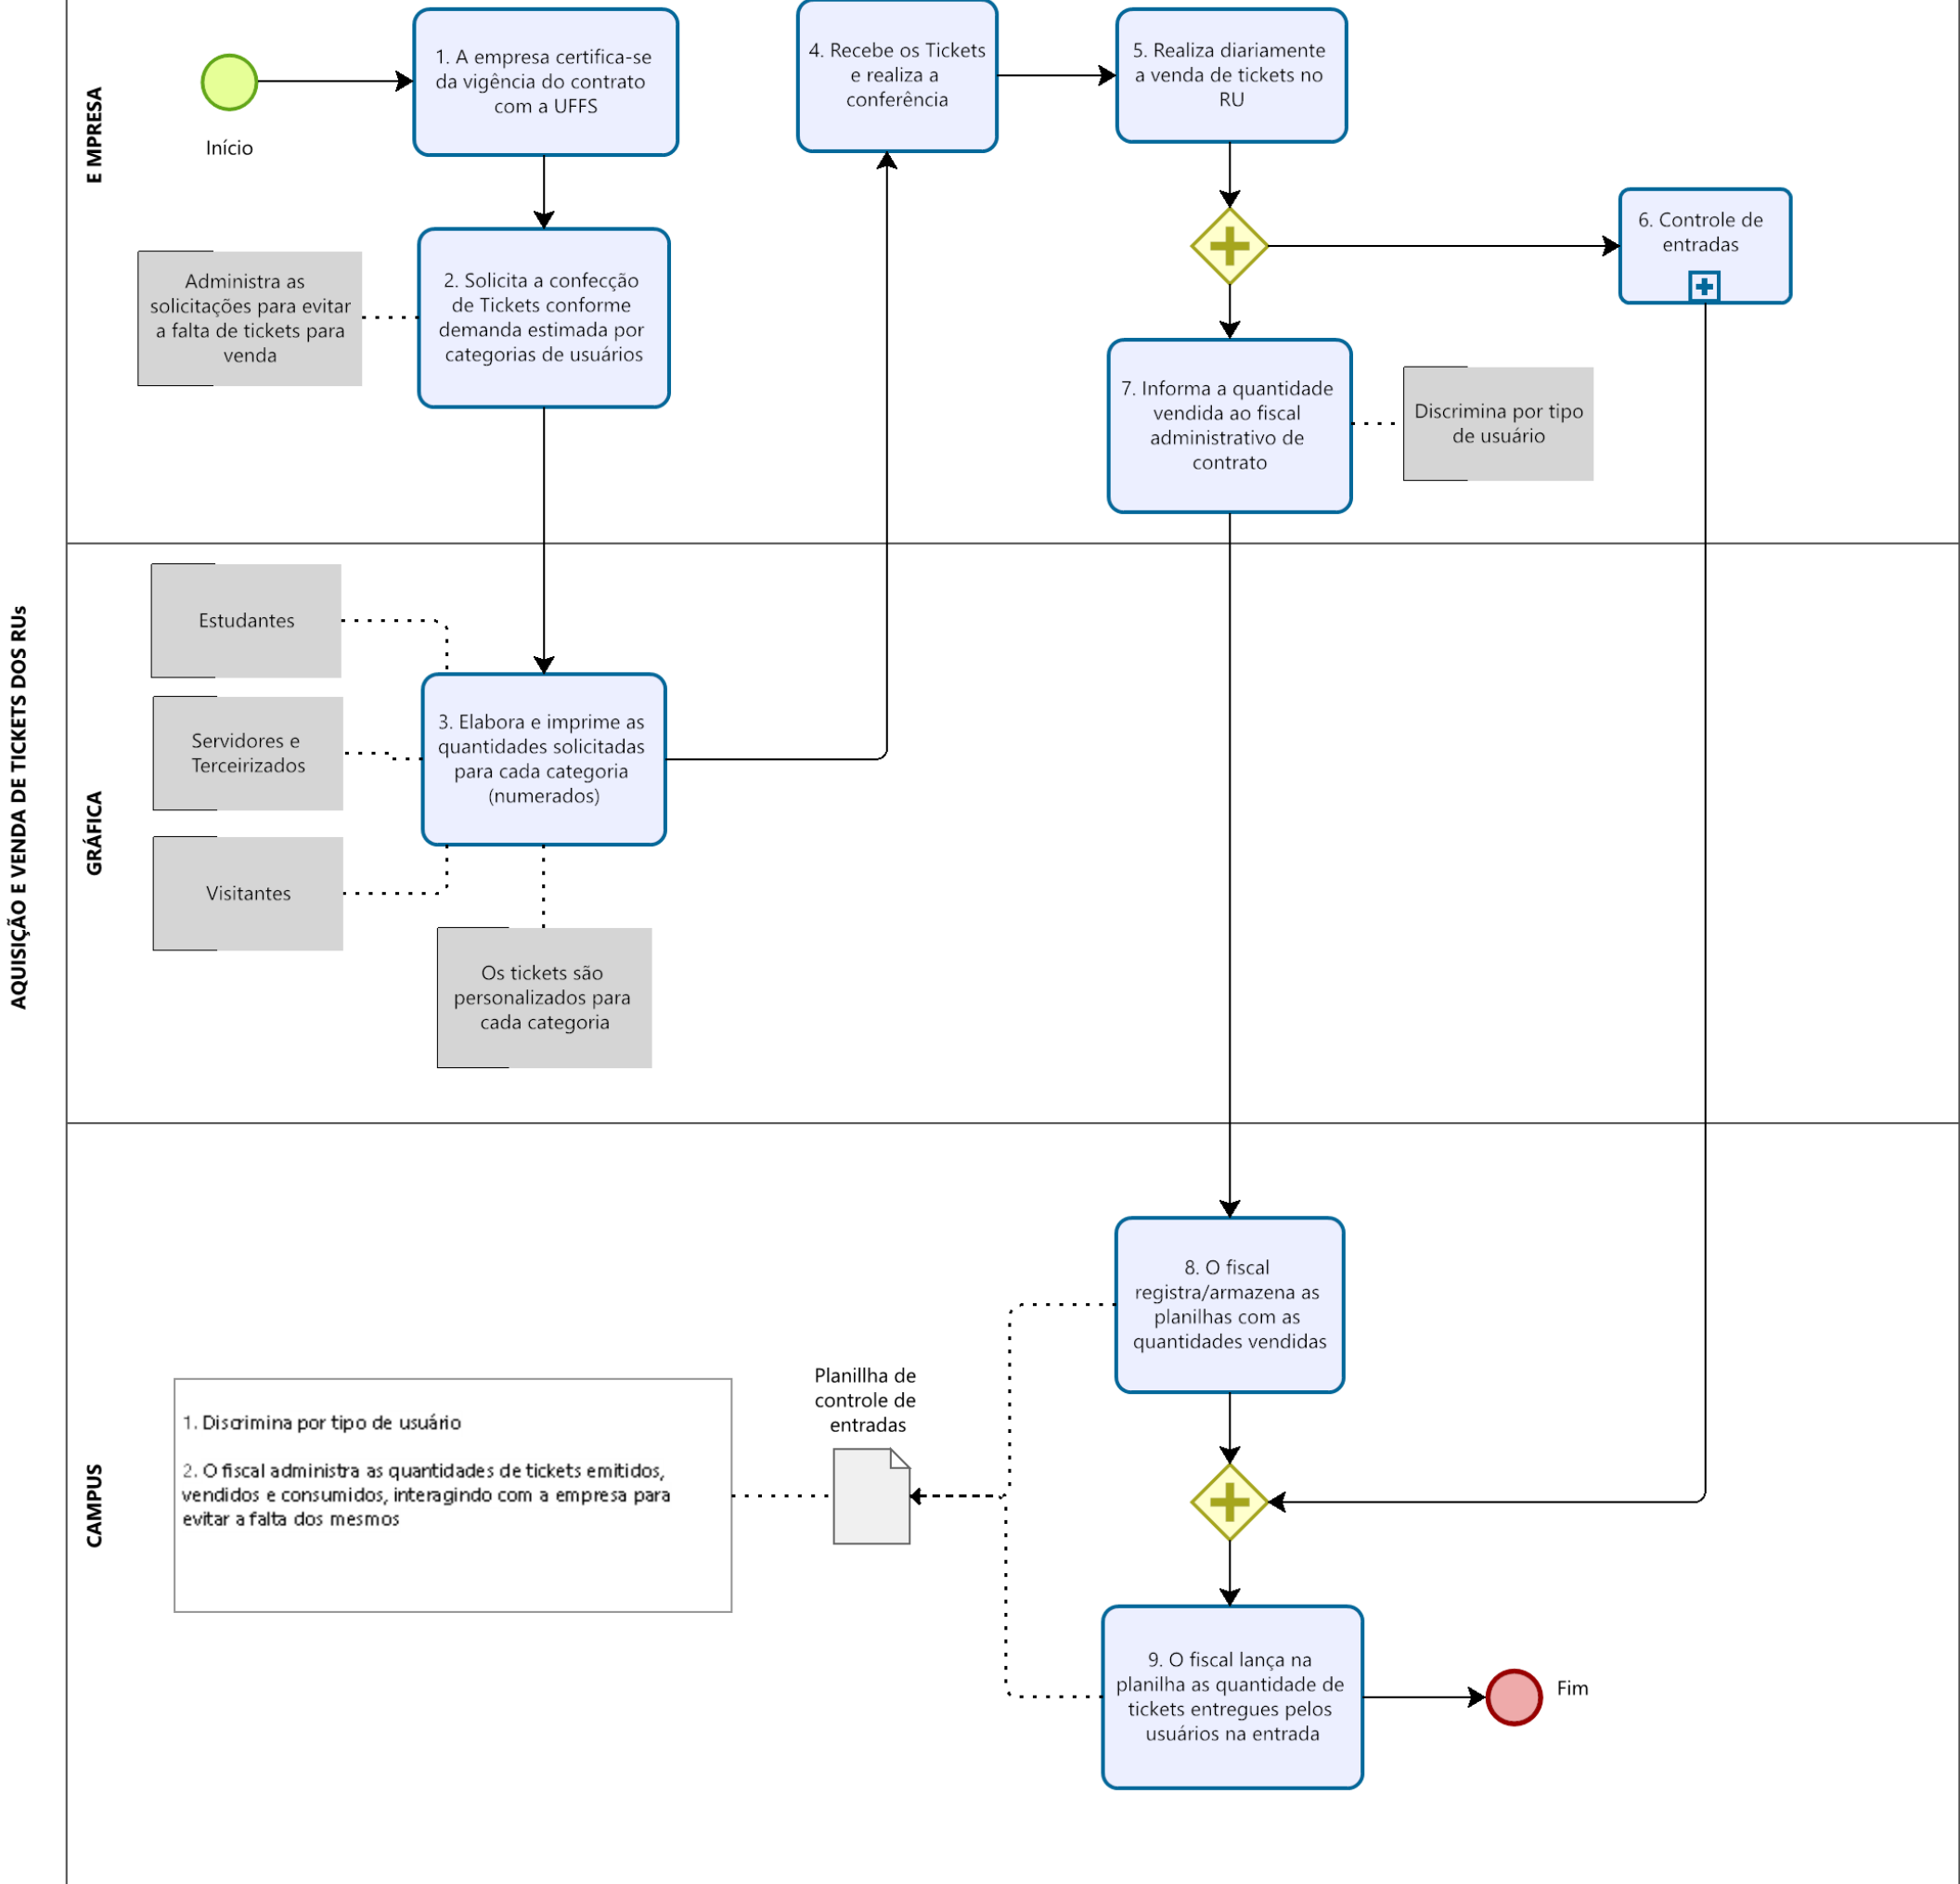 AQUISIÇÃO E VENDA DE TICKETS DOS RUs
E MPRESA
Início
1. A empresa certifica-se
da vigência do contrato
com a UFFS
Administra as
solicitações para evitar
a falta de tickets para
venda
2. Solicita a confecção
de Tickets conforme
demanda estimada por
categorias de usuários
4. Recebe os Tickets
e realiza a
conferência
5. Realiza diariamente
a venda de tickets no
RU
6. Controle de
entradas
7. Informa a quantidade
vendida ao fiscal
administrativo de
contrato
Discrimina por tipo
de usuário
GRÁFICA
Estudantes
Servidores e
Terceirizados
Visitantes
3. Elabora e imprime as
quantidades solicitadas
para cada categoria
(numerados)
Os tickets são
personalizados para
cada categoria
CAMPUS
8. O fiscal
registra/armazena as
planilhas com as
quantidades vendidas
Planillha de
controle de
entradas
1. Discrimina por tipo de usuário
2. O fiscal administra as quantidades de tickets emitidos,
vendidos e consumidos, interagindo com a empresa para
evitar a falta dos mesmos
9. O fiscal lança na
planilha as quantidade de
tickets entregues pelos
usuários na entrada
Fim